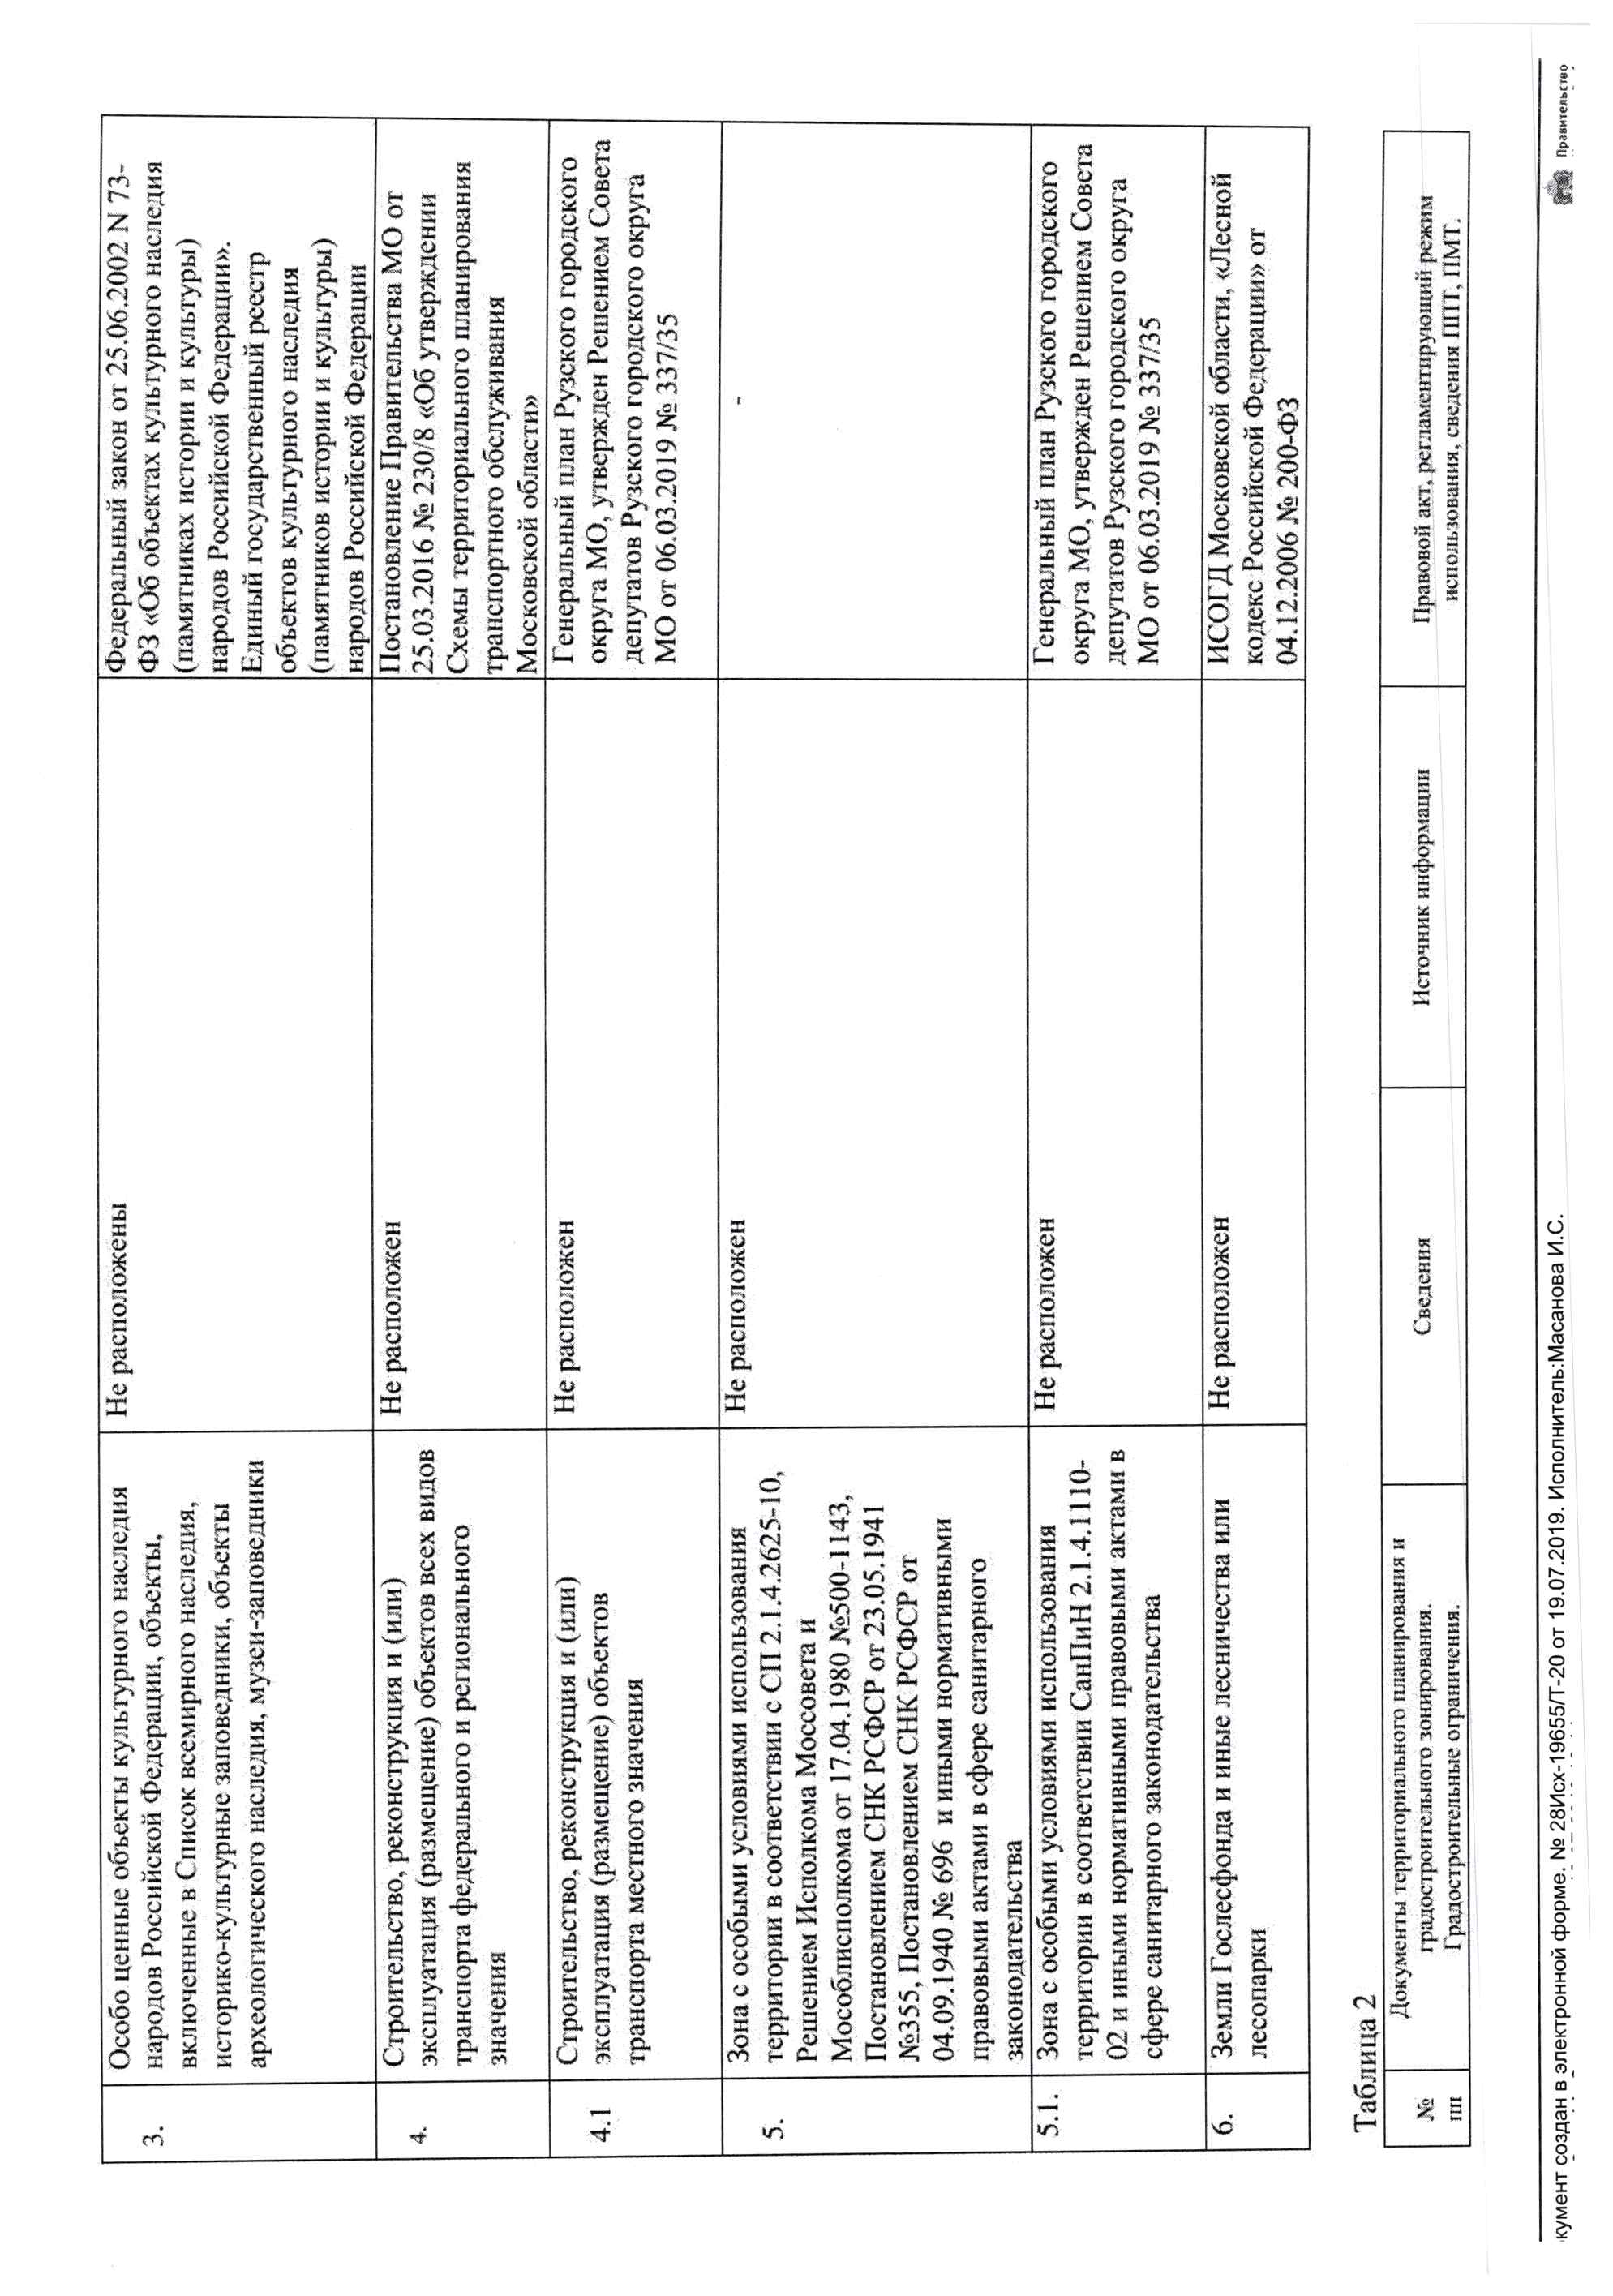 3.
Особо ценные объекты культурного наследия
народов Российской Федерации, объекты,
включенные в Список всемирного наследия,
историко-культурные заповедники, объекты
археологического наследия, музеи-заповедники
Не расположены
Федеральный закон от 25.06.2002 N 73-
ФЗ «Об объектах культурного наследия
(памятниках истории и культуры)
народов Российской Федерации».
Единый государственный реестр
объектов культурного наследия
(памятников истории и культуры)
народов Российской Федерации
4.
Строительство, реконструкция и (или)
эксплуатация (размещение) объектов всех видов
транспорта федерального и регионального
значения
Не расположен
Постановление Правительства МО от
25.03.2016 № 230/8 «Об утверждении
Схемы территориального планирования
транспортного обслуживания
Московской области»
4.1
Строительство, реконструкция и (или)
эксплуатация (размещение) объектов
транспорта местного значения
Не расположен
Генеральный план Рузского городского
округа МО, утвержден Решением Совета
депутатов Рузского городского округа
МО от 06.03.2019 № 337/35
5.
Зона с особыми условиями использования
территории в соответствии с СП 2.1.4.2625-10,
Решением Исполкома Моссовета и
Мособлисполкома от 17.04.1980 №500-1143,
Постановлением СНК РСФСР от 23.05.1941
№355, Постановлением СНК РСФСР от
04.09.1940 № 696 и иными нормативными
правовыми актами в сфере санитарного
законодательства
Не расположен
-
5.1.
Зона с особыми условиями использования
территории в соответствии СанПиН 2.1.4.1110-
02 и иными нормативными правовыми актами в
сфере санитарного законодательства
Не расположен
Генеральный план Рузского городского
округа МО, утвержден Решением Совета
депутатов Рузского городского округа
МО от 06.03.2019 № 337/35
6.
Земли Гослесфонда и иные лесничества или
лесопарки
Не расположен
ИСОГД Московской области, «Лесной
кодекс Российской Федерации» от
04.12.2006 № 200-ФЗ
Таблица 2
№
пп
Документы территориального планирования и
градостроительного зонирования.
Градостроительные ограничения.
Сведения
Источник информации
Правовой акт, регламентирующий режим
использования, сведения ППТ, ПМТ.
кумент создан в электронной форме. № 28Исх-19655/Т-20 от 19.07.2019. Исполнитель:Масанова И.С.
Правительство